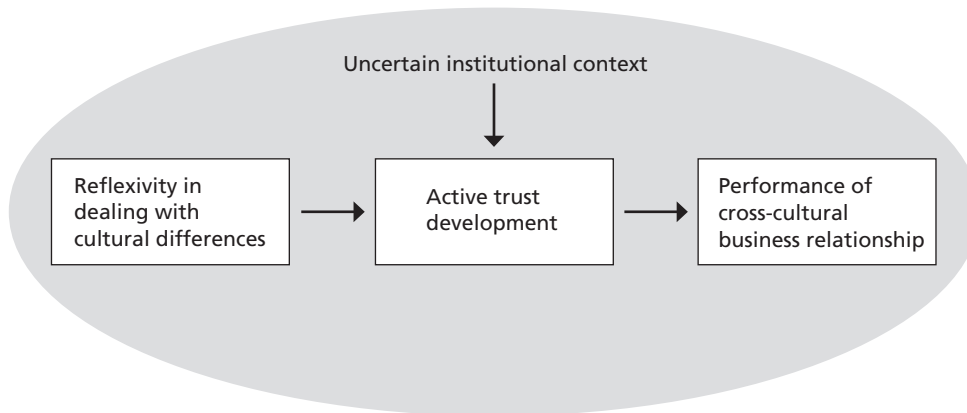 Uncertain institutional context
Reflexivity in
dealing with
cultural differences
Active trust
development
Performance of
cross-cultural
business relationship